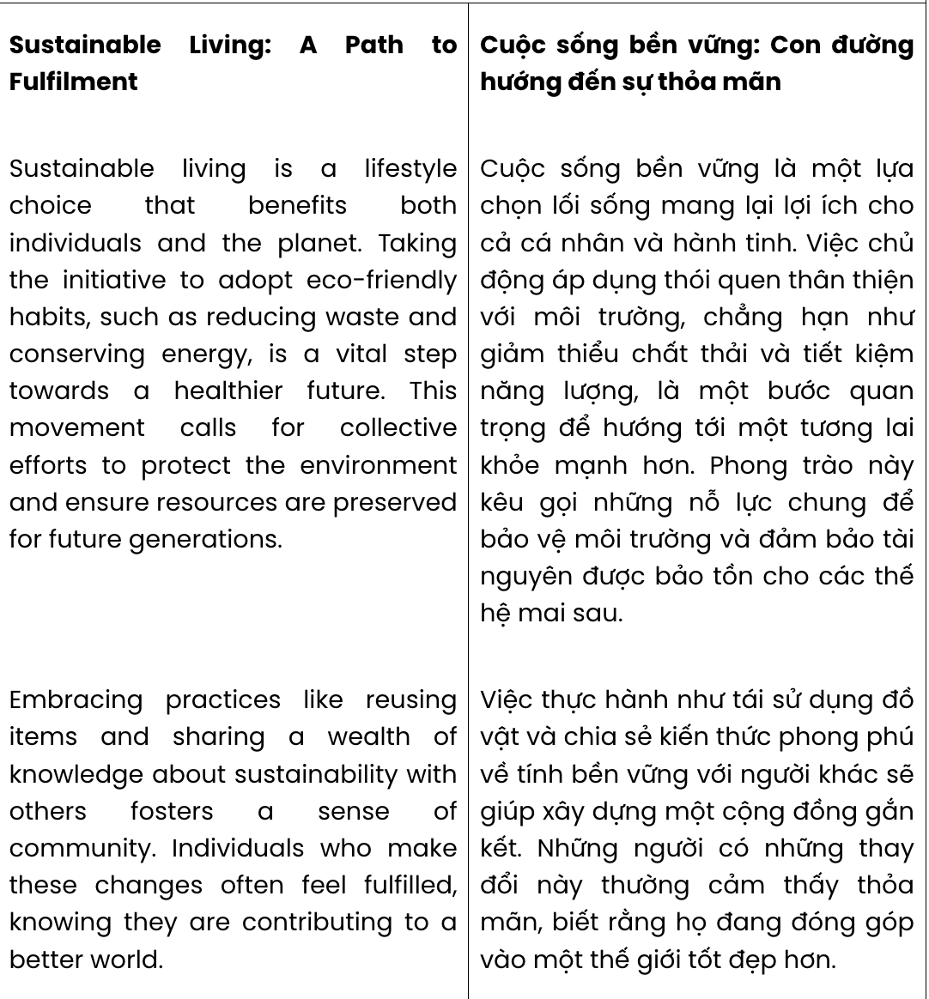 Sustainable Living: A Path to
Fulfilment
Sustainable living is a lifestyle
choice that benefits both
individuals and the planet. Taking
the initiative to adopt eco-friendly
habits, such as reducing waste and
conserving energy, is a vital step
towards a healthier future. This
movement calls for collective
efforts to protect the environment
and ensure resources are preserved
for future generations.
Embracing practices like reusing
items and sharing a wealth of
knowledge about sustainability with
others fosters a sense of
community. Individuals who make
these changes often feel fulfilled,
knowing they are contributing to a
better world.
Cuộc sống bền vững: Con đường
hướng đến sự thỏa mãn
Cuộc sống bền vững là một lựa
chọn lối sống mang lại lợi ích cho
cả cá nhân và hành tinh. Việc chủ
động áp dụng thói quen thân thiện
với môi trường, chẳng hạn như
giảm thiểu chất thải và tiết kiệm
năng lượng, là một bước quan
trọng để hướng tới một tương lai
khỏe mạnh hơn. Phong trào này
kêu gọi những nỗ lực chung để
bảo vệ môi trường và đảm bảo tài
nguyên được bảo tồn cho các thế
hệ mai sau.
Việc thực hành như tái sử dụng đồ
vật và chia sẻ kiến thức phong phú
về tính bền vững với người khác sẽ
giúp xây dựng một cộng đồng gắn
kết. Những người có những thay
đổi này thường cảm thấy thỏa
mãn, biết rằng họ đang đóng góp
vào một thế giới tốt đẹp hơn.